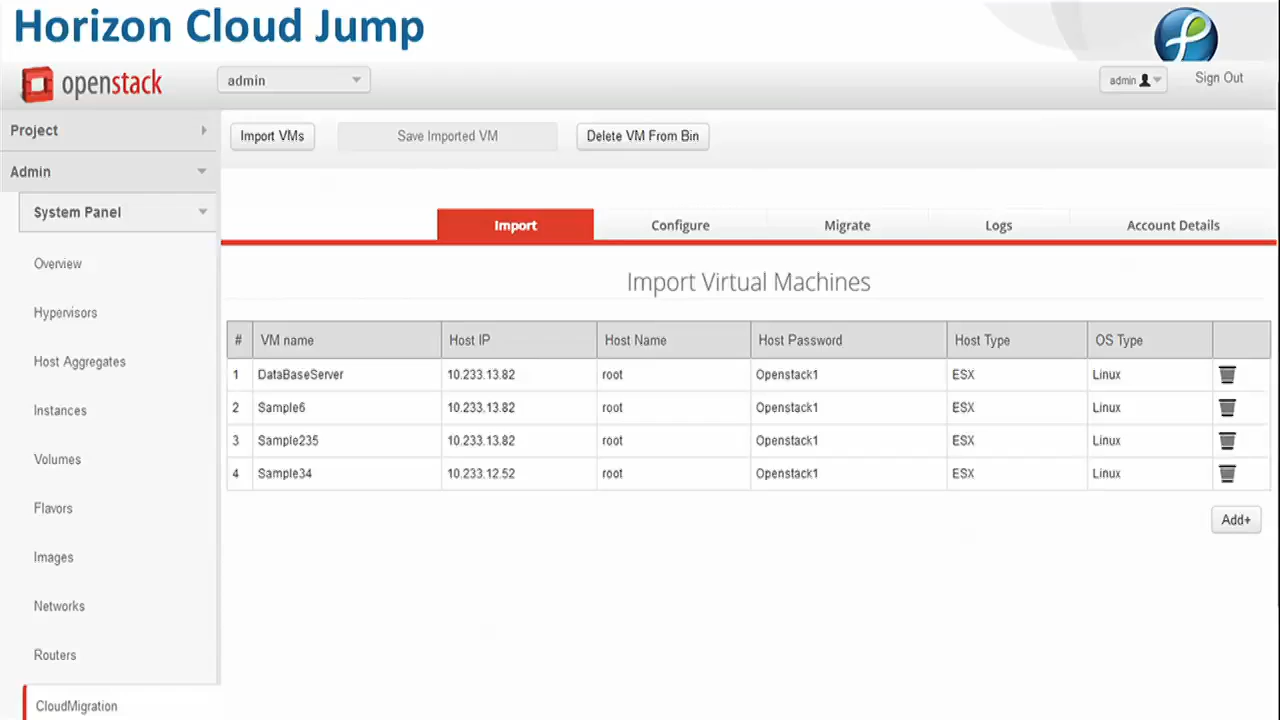 Horizon Cloud Jump
openstack
admin
admin
Sign Out
Project
Admin
System Panel
Overview
Hypervisors
Host Aggregates
Instances
Volumes
Flavors
Images
Networks
Routers
CloudMigration
Import VMs
Save Imported VM
Delete VM From Bin
Import Configure Migrate Logs Account Details
Import Virtual Machines
# VM name Host IP Host Name Host Password Host Type OS Type
1 DataBaseServer 10.233.13.82 root Openstack1 ESX Linux
2 Sample6 10.233.13.82 root Openstack1 ESX Linux
3 Sample235 10.233.13.82 root Openstack1 ESX Linux
4 Sample34 10.233.12.52 root Openstack1 ESX Linux
Add+